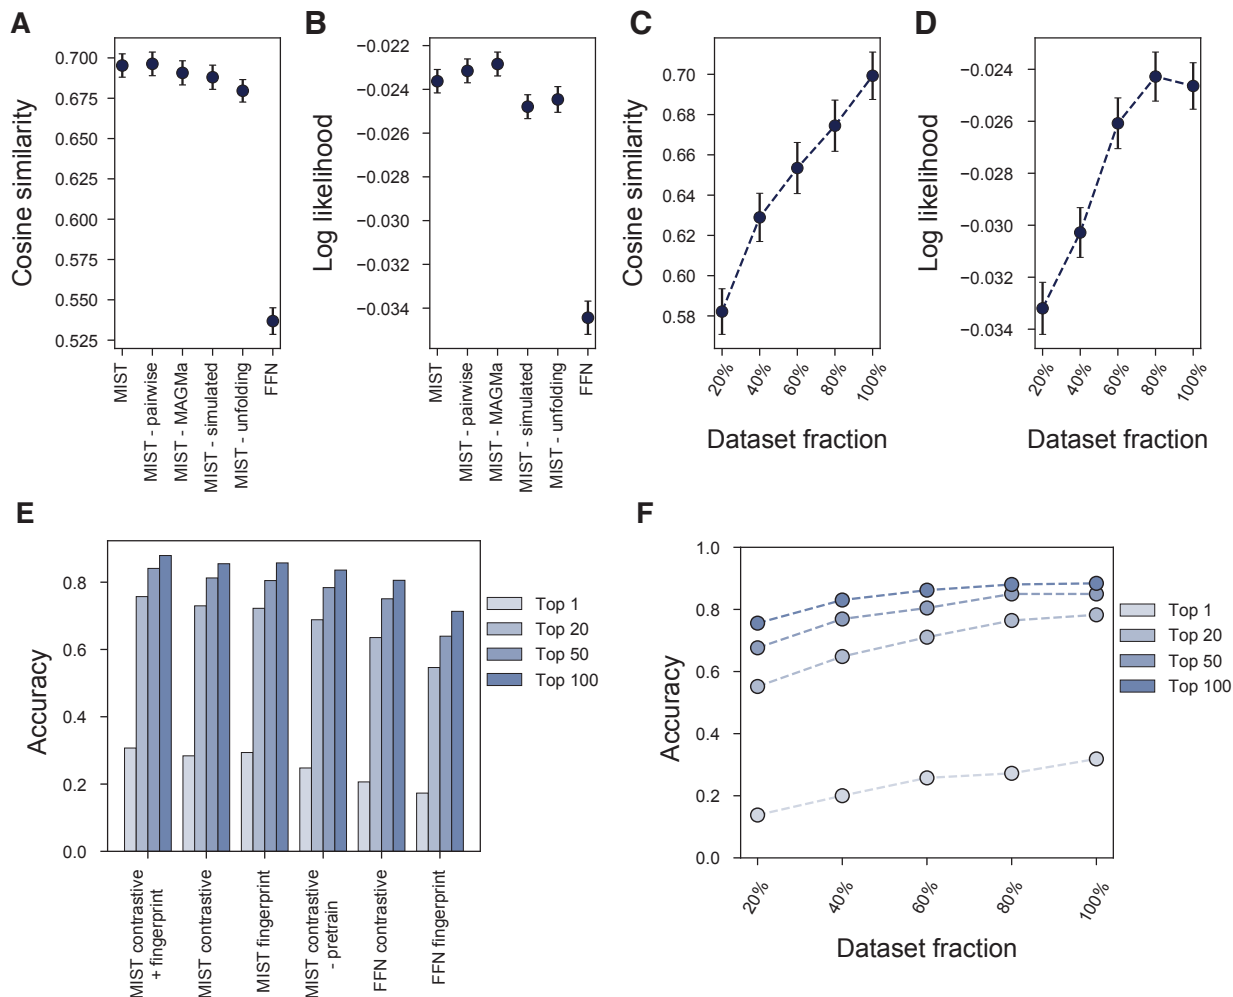 A
Cosine similarity
0.700
0.675
0.650
0.625
0.600
0.575
0.550
0.525
MIST
MIST - pairwise
MIST - MAGMa
MIST - simulated
MIST - unfolding
FFN
B
Log likelihood
−0.022
−0.024
−0.026
−0.028
−0.030
−0.032
−0.034
MIST
MIST - pairwise
MIST - MAGMa
MIST - simulated
MIST - unfolding
FFN
C
Cosine similarity
0.70
0.68
0.66
0.64
0.62
0.60
0.58
20%
40%
60%
80%
100%
Dataset fraction
D
Log likelihood
−0.024
−0.026
−0.028
−0.030
−0.032
−0.034
20%
40%
60%
80%
100%
Dataset fraction
E
Accuracy
0.8
0.6
0.4
0.2
0.0
MIST contrastive
+ fingerprint
MIST contrastive
MIST fingerprint
MIST contrastive
- pretrain
FFN contrastive
FFN fingerprint
Top 1
Top 20
Top 50
Top 100
F
Accuracy
1.0
0.8
0.6
0.4
0.2
0.0
20%
40%
60%
80%
100%
Dataset fraction
Top 1
Top 20
Top 50
Top 100